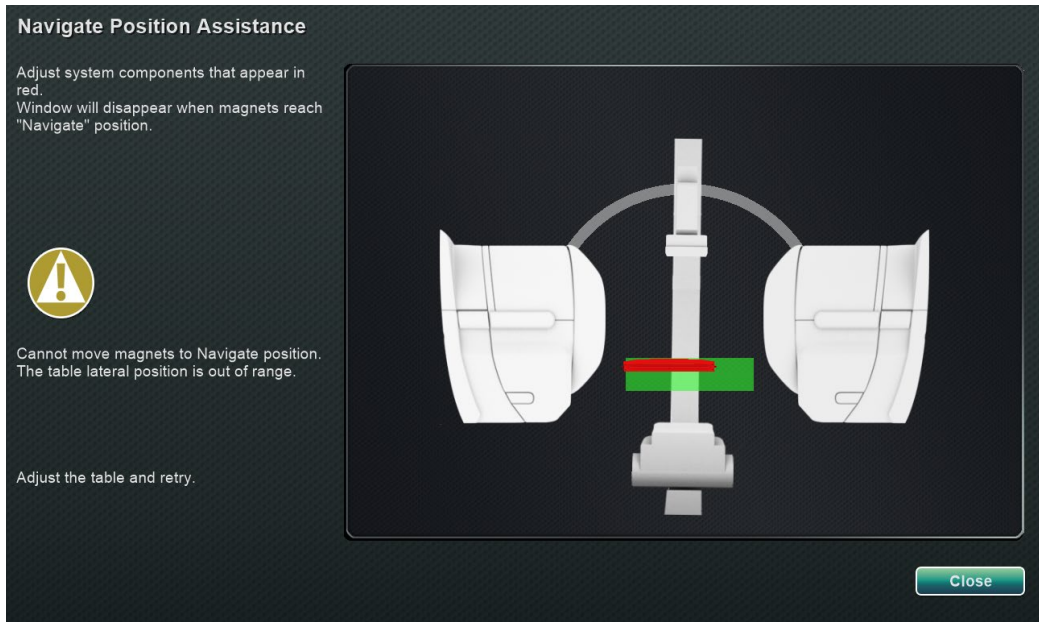 Navigate Position Assistance
Adjust system components that appear in
red.
Window will disappear when magnets reach
"Navigate" position.
Cannot move magnets to Navigate position.
The table lateral position is out of range.
Adjust the table and retry.
Close